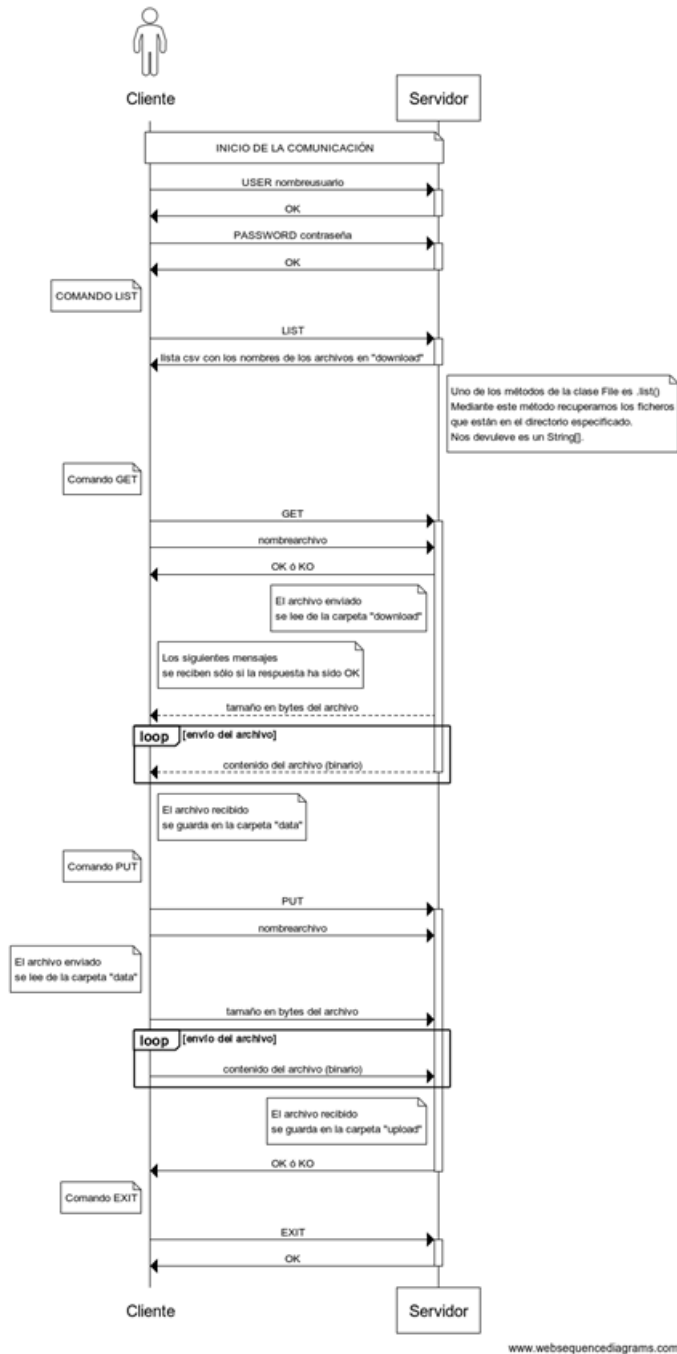 Cliente
Servidor
INICIO DE LA COMUNICACIÓN
USER nombreusuario
OK
PASSWORD contraseña
OK
COMANDO LIST
LIST
lista csv con los nombres de los archivos en "download"
Uno de los métodos de la clase File es .list()
Mediante este método recuperamos los ficheros
que están en el directorio especificado.
Nos devuleve es un String[].
Comando GET
GET
nombrearchivo
OK ó KO
El archivo enviado
se lee de la carpeta "download"
Los siguientes mensajes
se reciben sólo si la respuesta ha sido OK
tamaño en bytes del archivo
loop [envío del archivo]
contenido del archivo (binario)
El archivo recibido
se guarda en la carpeta "data"
Comando PUT
PUT
nombrearchivo
El archivo enviado
se lee de la carpeta "data"
tamaño en bytes del archivo
loop [envío del archivo]
contenido del archivo (binario)
El archivo recibido
se guarda en la carpeta "upload"
OK ó KO
Comando EXIT
EXIT
OK
Cliente
Servidor
www.websequencediagrams.com